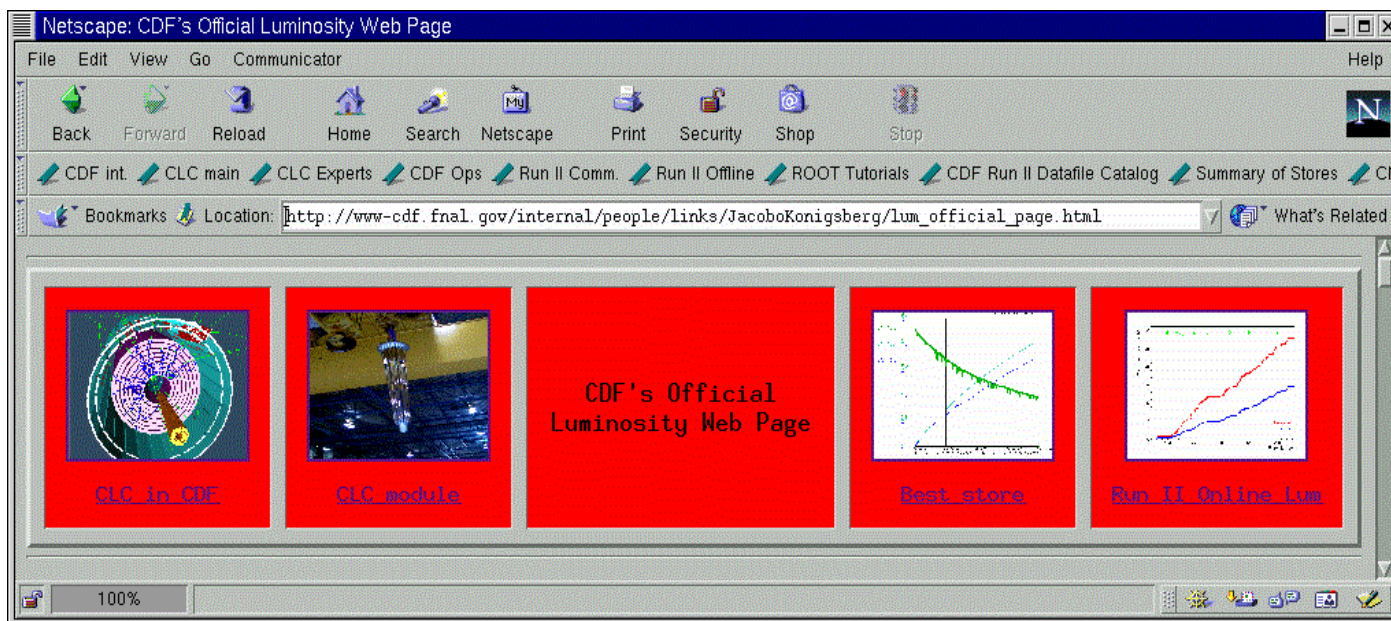 Netscape: CDF's Official Luminosity Web Page
File Edit View Go Communicator Help
Back Forward Reload Home Search Netscape Print Security Shop Stop
My
N
CDF int. CLC main CLC Experts CDF Ops Run II Comm. Run II Offline ROOT Tutorials CDF Run II Datafile Catalog Summary of Stores
Bookmarks Location: http://www-cdf.fnal.gov/internal/people/links/JacoboKonigsberg/lum_official_page.html What's Related
CDF's Official
Luminosity Web Page
CLC in CDF CLC module Best store Run II Online Lum
100%